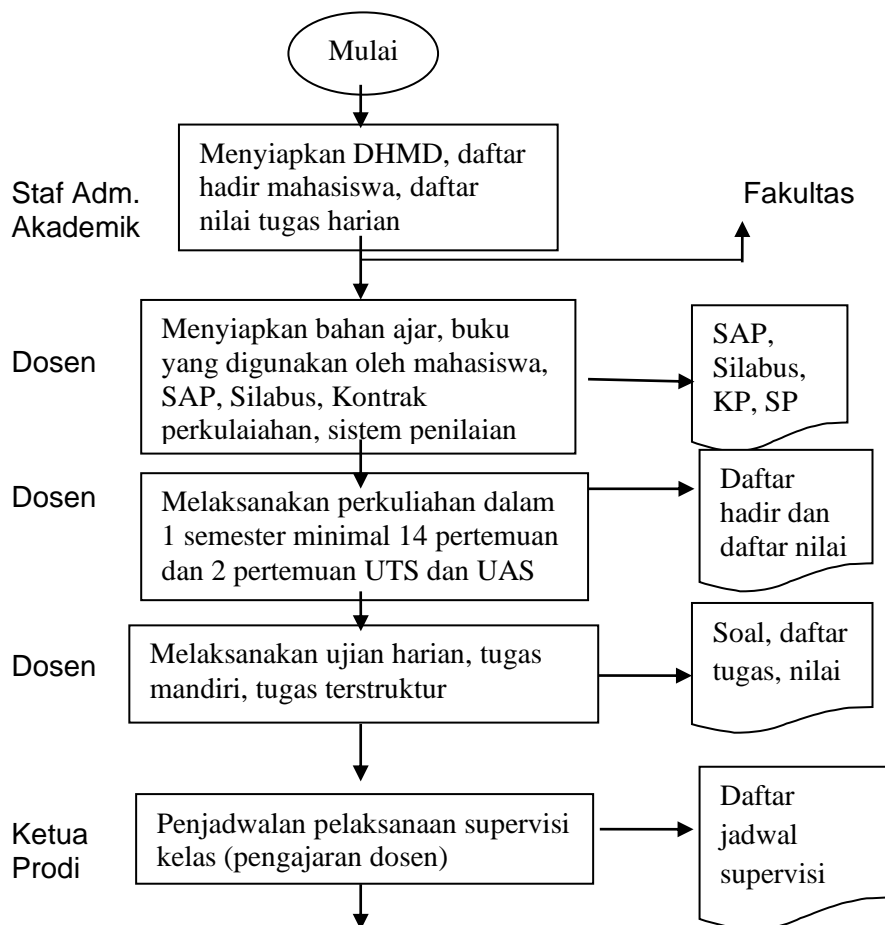 Mulai
Menyiapkan DHMD, daftar
hadir mahasiswa, daftar
nilai tugas harian
Staf Adm.
Akademik
Fakultas
Dosen
Menyiapkan bahan ajar, buku
yang digunakan oleh mahasiswa,
SAP, Silabus, Kontrak
perkulaiahan, sistem penilaian
SAP,
Silabus,
KP, SP
Dosen
Melaksanakan perkuliahan dalam
1 semester minimal 14 pertemuan
dan 2 pertemuan UTS dan UAS
Daftar
hadir dan
daftar nilai
Dosen
Melaksanakan ujian harian, tugas
mandiri, tugas terstruktur
Soal, daftar
tugas, nilai
Ketua
Prodi
Penjadwalan pelaksanaan supervisi
kelas (pengajaran dosen)
Daftar
jadwal
supervisi